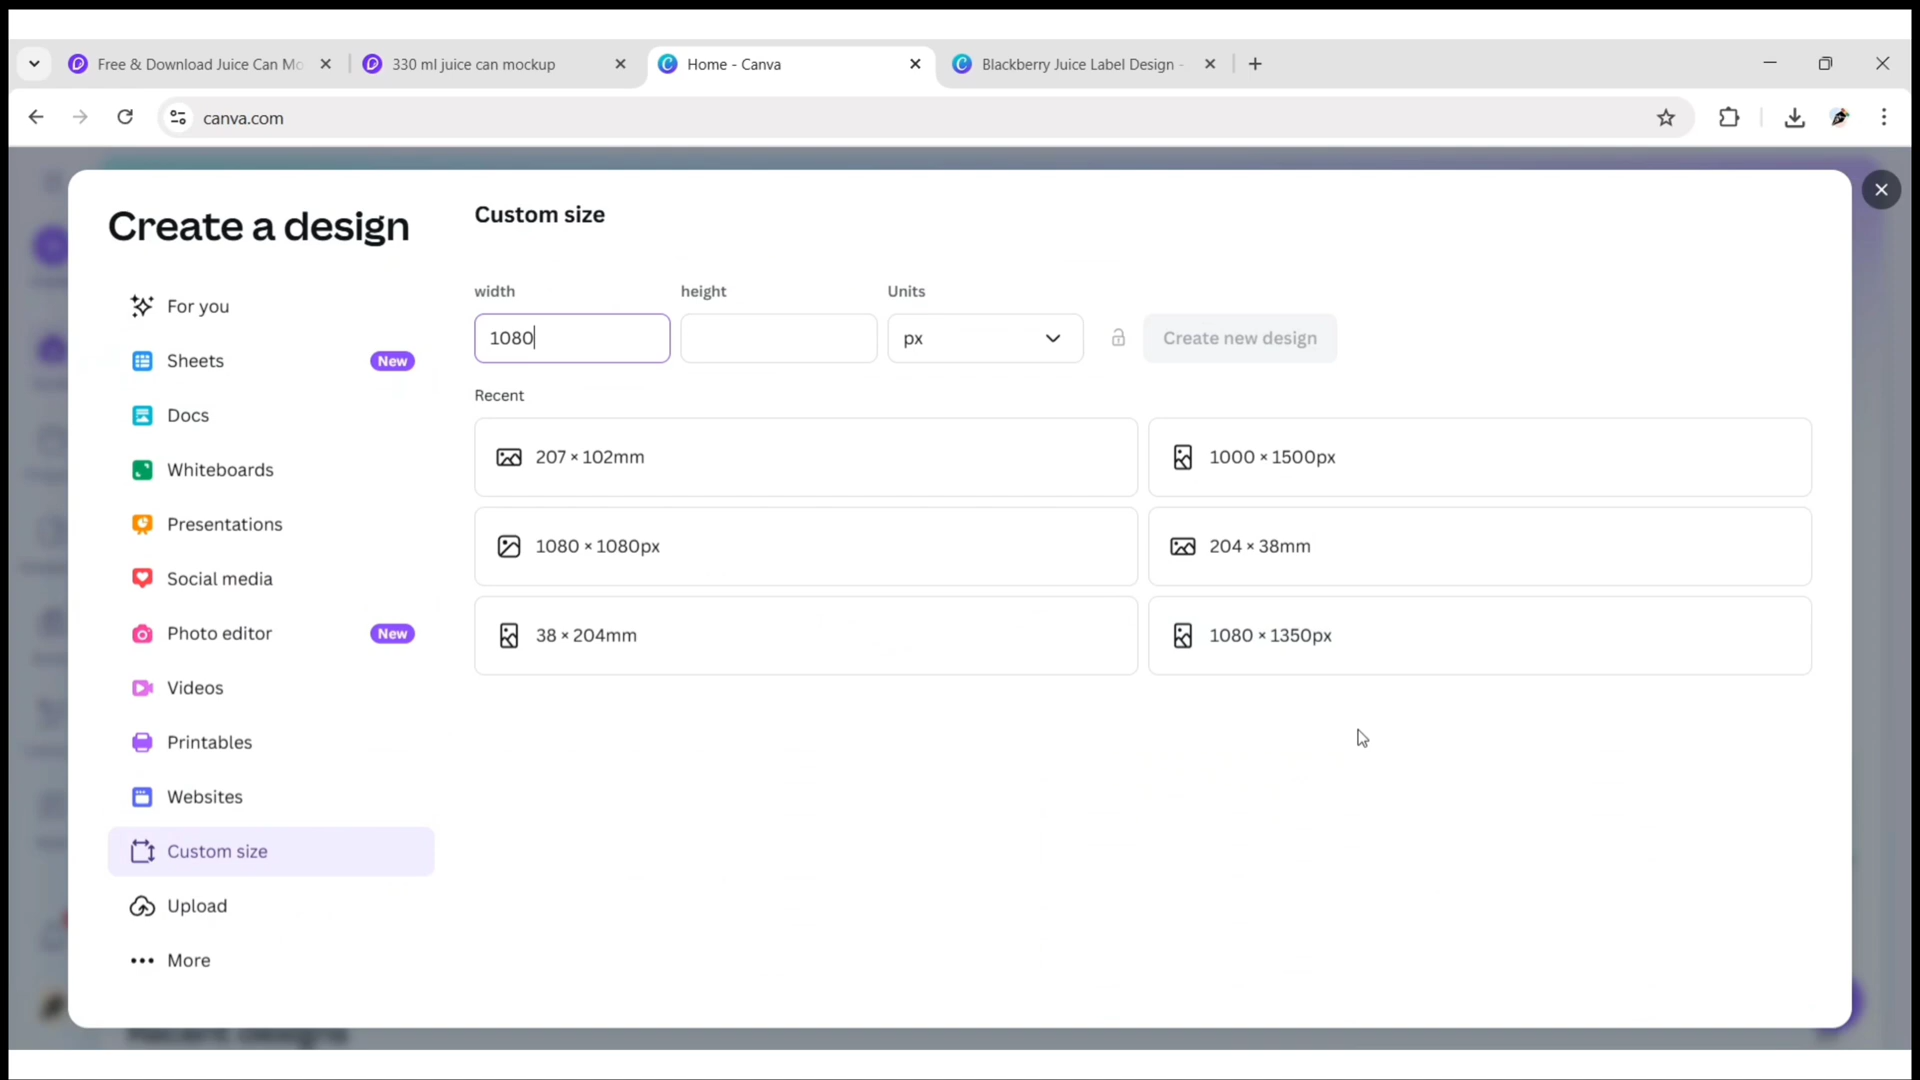 Free & Download Juice Can Mo
330 ml juice can mockup
Home - Canva
Blackberry Juice Label Design -
canva.com
Create a design
For you
Sheets
New
Docs
Whiteboards
Presentations
Social media
Photo editor
New
Videos
Printables
Websites
Custom size
Upload
More
Custom size
width
height
Units
1080
px
Create new design
Recent
207 × 102mm
1000 × 1500px
1080 × 1080px
204 × 38mm
38 × 204mm
1080 × 1350px
Recent designs